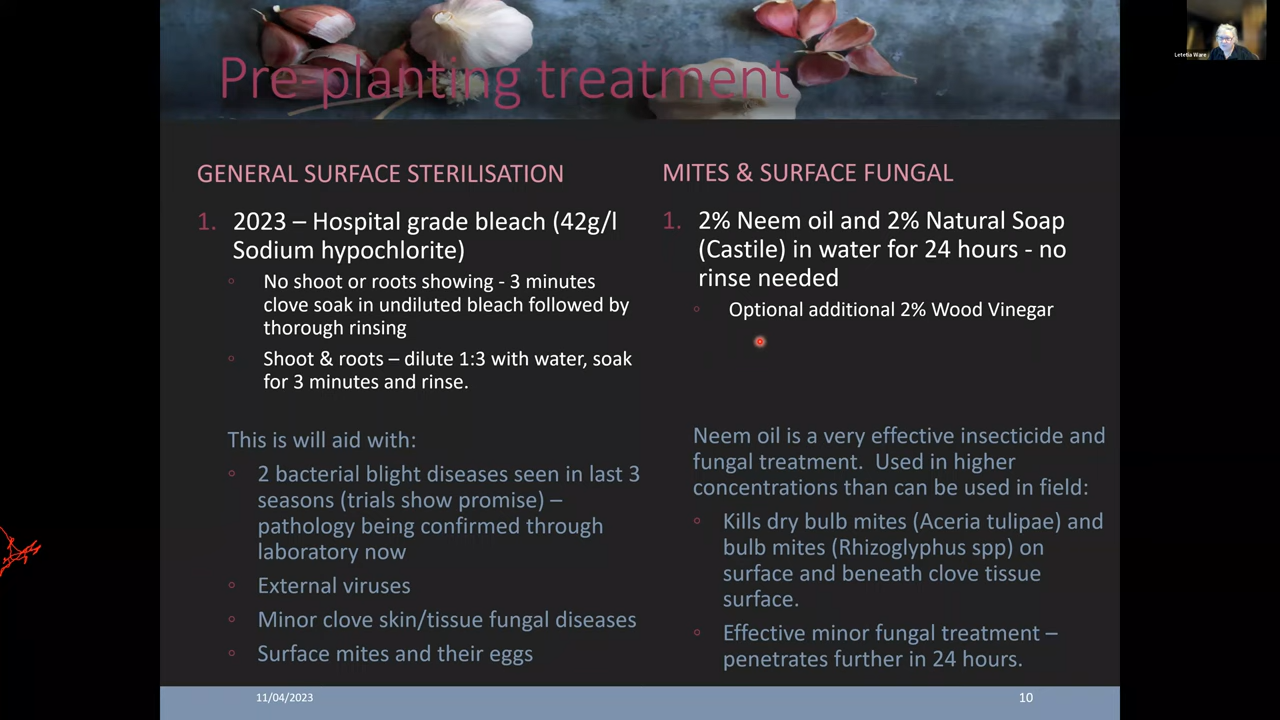 Pre-planting treatment
Letetia Ware
GENERAL SURFACE STERILISATION
1. 2023 – Hospital grade bleach (42g/l
Sodium hypochlorite)
◦ No shoot or roots showing - 3 minutes
clove soak in undiluted bleach followed by
thorough rinsing
◦ Shoot & roots – dilute 1:3 with water, soak
for 3 minutes and rinse.
This is will aid with:
◦ 2 bacterial blight diseases seen in last 3
seasons (trials show promise) –
pathology being confirmed through
laboratory now
◦ External viruses
◦ Minor clove skin/tissue fungal diseases
◦ Surface mites and their eggs
MITES & SURFACE FUNGAL
1. 2% Neem oil and 2% Natural Soap
(Castile) in water for 24 hours - no
rinse needed
◦ Optional additional 2% Wood Vinegar
Neem oil is a very effective insecticide and
fungal treatment.  Used in higher
concentrations than can be used in field:
◦ Kills dry bulb mites (Aceria tulipae) and
bulb mites (Rhizoglyphus spp) on
surface and beneath clove tissue
surface.
◦ Effective minor fungal treatment –
penetrates further in 24 hours.
11/04/2023
10